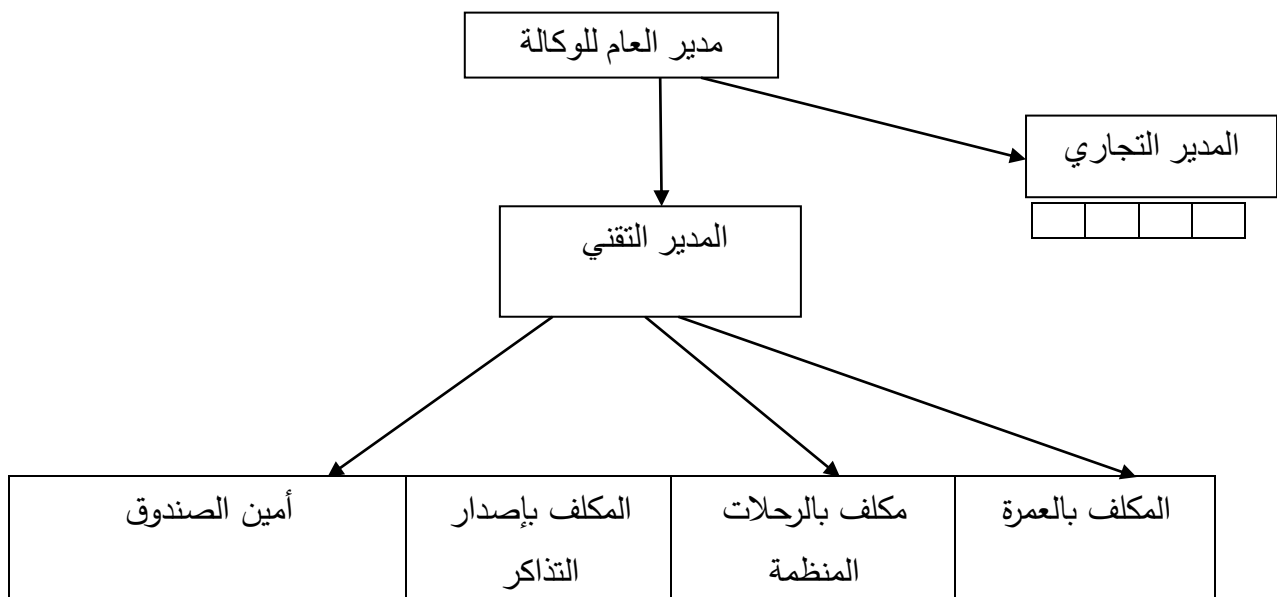 مدير العام للوكالة
المدير التجاري
المدير التقني
المكلف بالعمرة
مكلف بالرحلات
المنظمة
المكلف بإصدار
التذاكر
أمين الصندوق